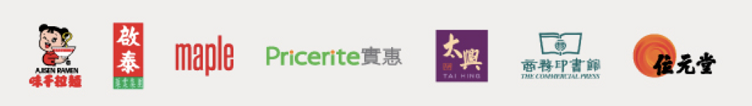 AJISEN RAMEN
味千拉麵
啟泰
maple
Pricerite實惠
太興
TAI HING
商務印書館
THE COMMERCIAL PRESS
位元堂